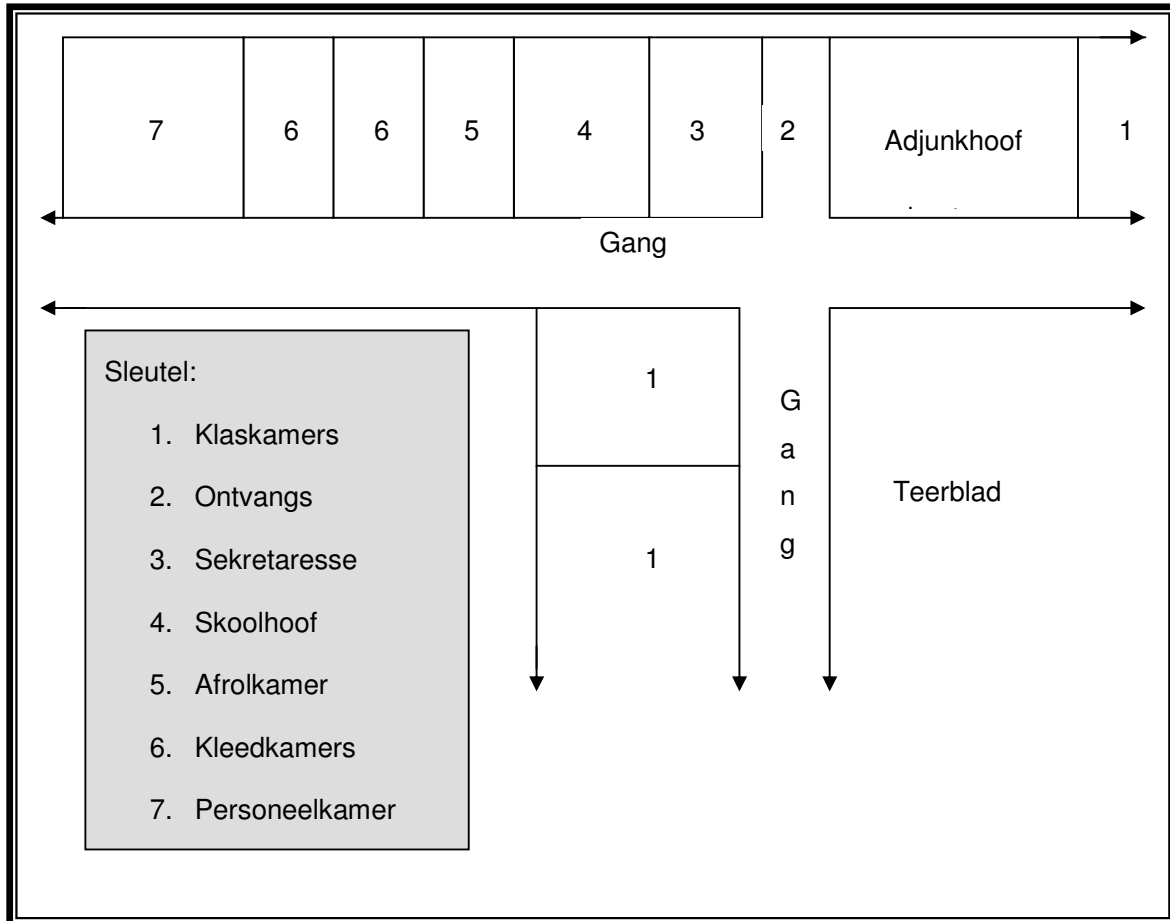 7 6 6 5 4 3 2 Adjunkhoof 1
Gang
1
1
G
a
n
g
Teerblad
Sleutel:
1. Klaskamers
2. Ontvangs
3. Sekretaresse
4. Skoolhoof
5. Afrolkamer
6. Kleedkamers
7. Personeelkamer